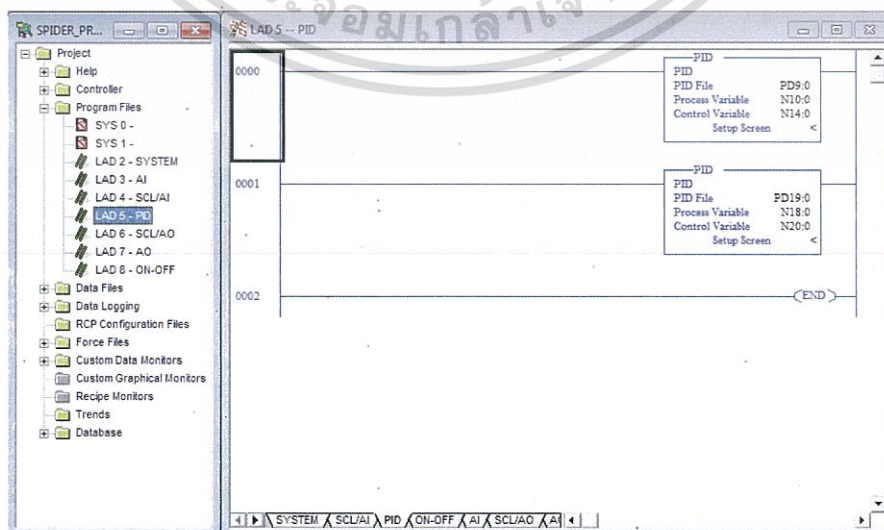 SPIDER_PR...
Project
Help
Controller
Program Files
SYS 0 -
SYS 1 -
LAD 2 - SYSTEM
LAD 3 - AI
LAD 4 - SCL/AI
LAD 5 - PID
LAD 6 - SCL/AO
LAD 7 - AO
LAD 8 - ON-OFF
Data Files
Data Logging
RCP Configuration Files
Force Files
Custom Data Monitors
Custom Graphical Monitors
Recipe Monitors
Trends
Database
LAD 5 -- PID
0000
PID
PID
PID File PD9:0
Process Variable N10:0
Control Variable N14:0
Setup Screen <
0001
PID
PID
PID File PD19:0
Process Variable N18:0
Control Variable N20:0
Setup Screen <
0002
END
SYSTEM SCL/AI PID ON-OFF AI SCL/AO